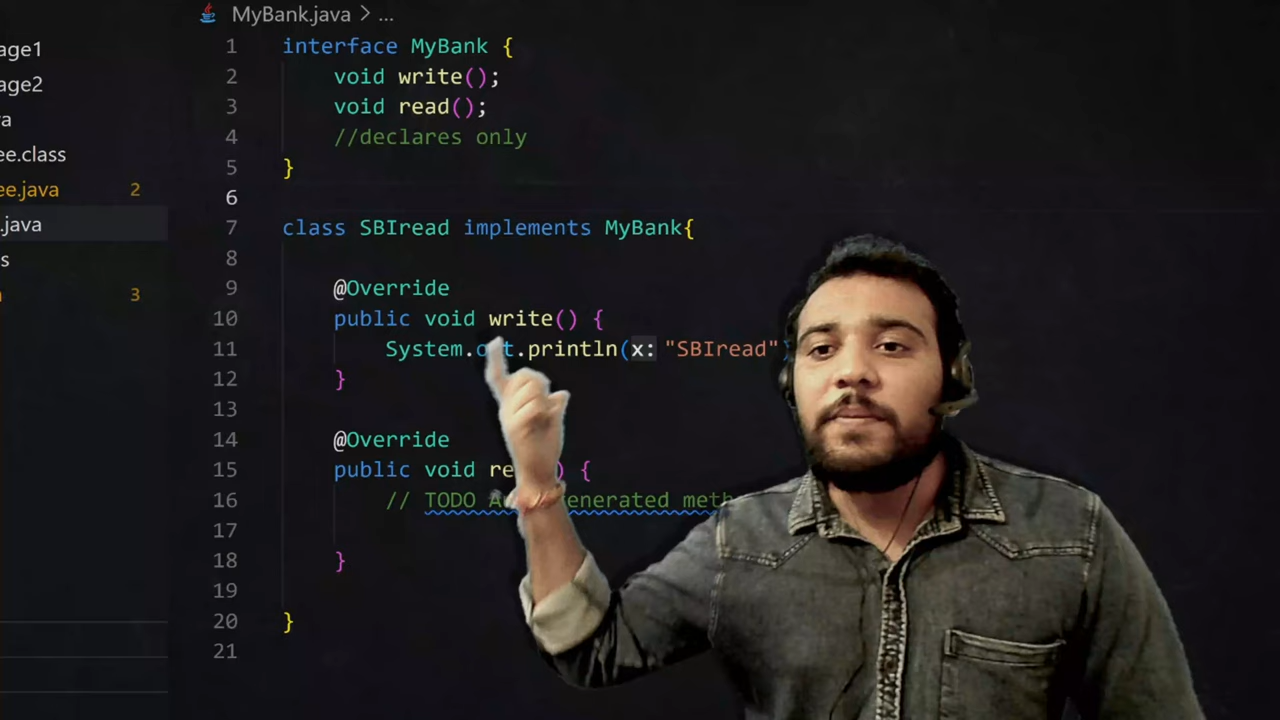 MyBank.java > ...
age1
age2
a
ee.class
ee.java 2
.java
s
3
1 interface MyBank {
2 void write();
3 void read();
4 //declares only
5 }
6
7 class SBIread implements MyBank{
8
9 @Override
10 public void write() {
11 System. .println(x: "SBIread")
12 }
13
14 @Override
15 public void ) {
16 // TODO
17
18 }
19
20 }
21